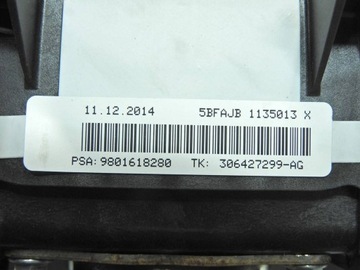 11.12.2014 5BFAJB 1135013 X
PSA: 9801618280 TK: 306427299-AG